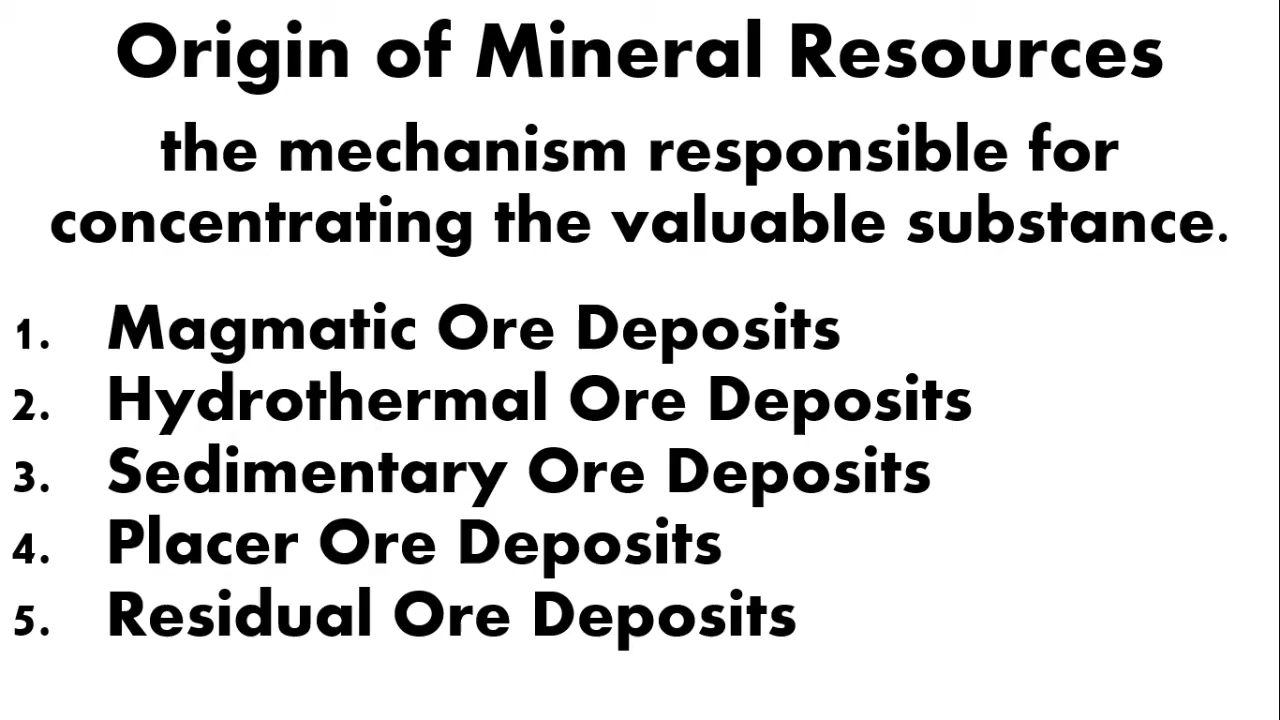 Origin of Mineral Resources
the mechanism responsible for
concentrating the valuable substance.
1. Magmatic Ore Deposits
2. Hydrothermal Ore Deposits
3. Sedimentary Ore Deposits
4. Placer Ore Deposits
5. Residual Ore Deposits